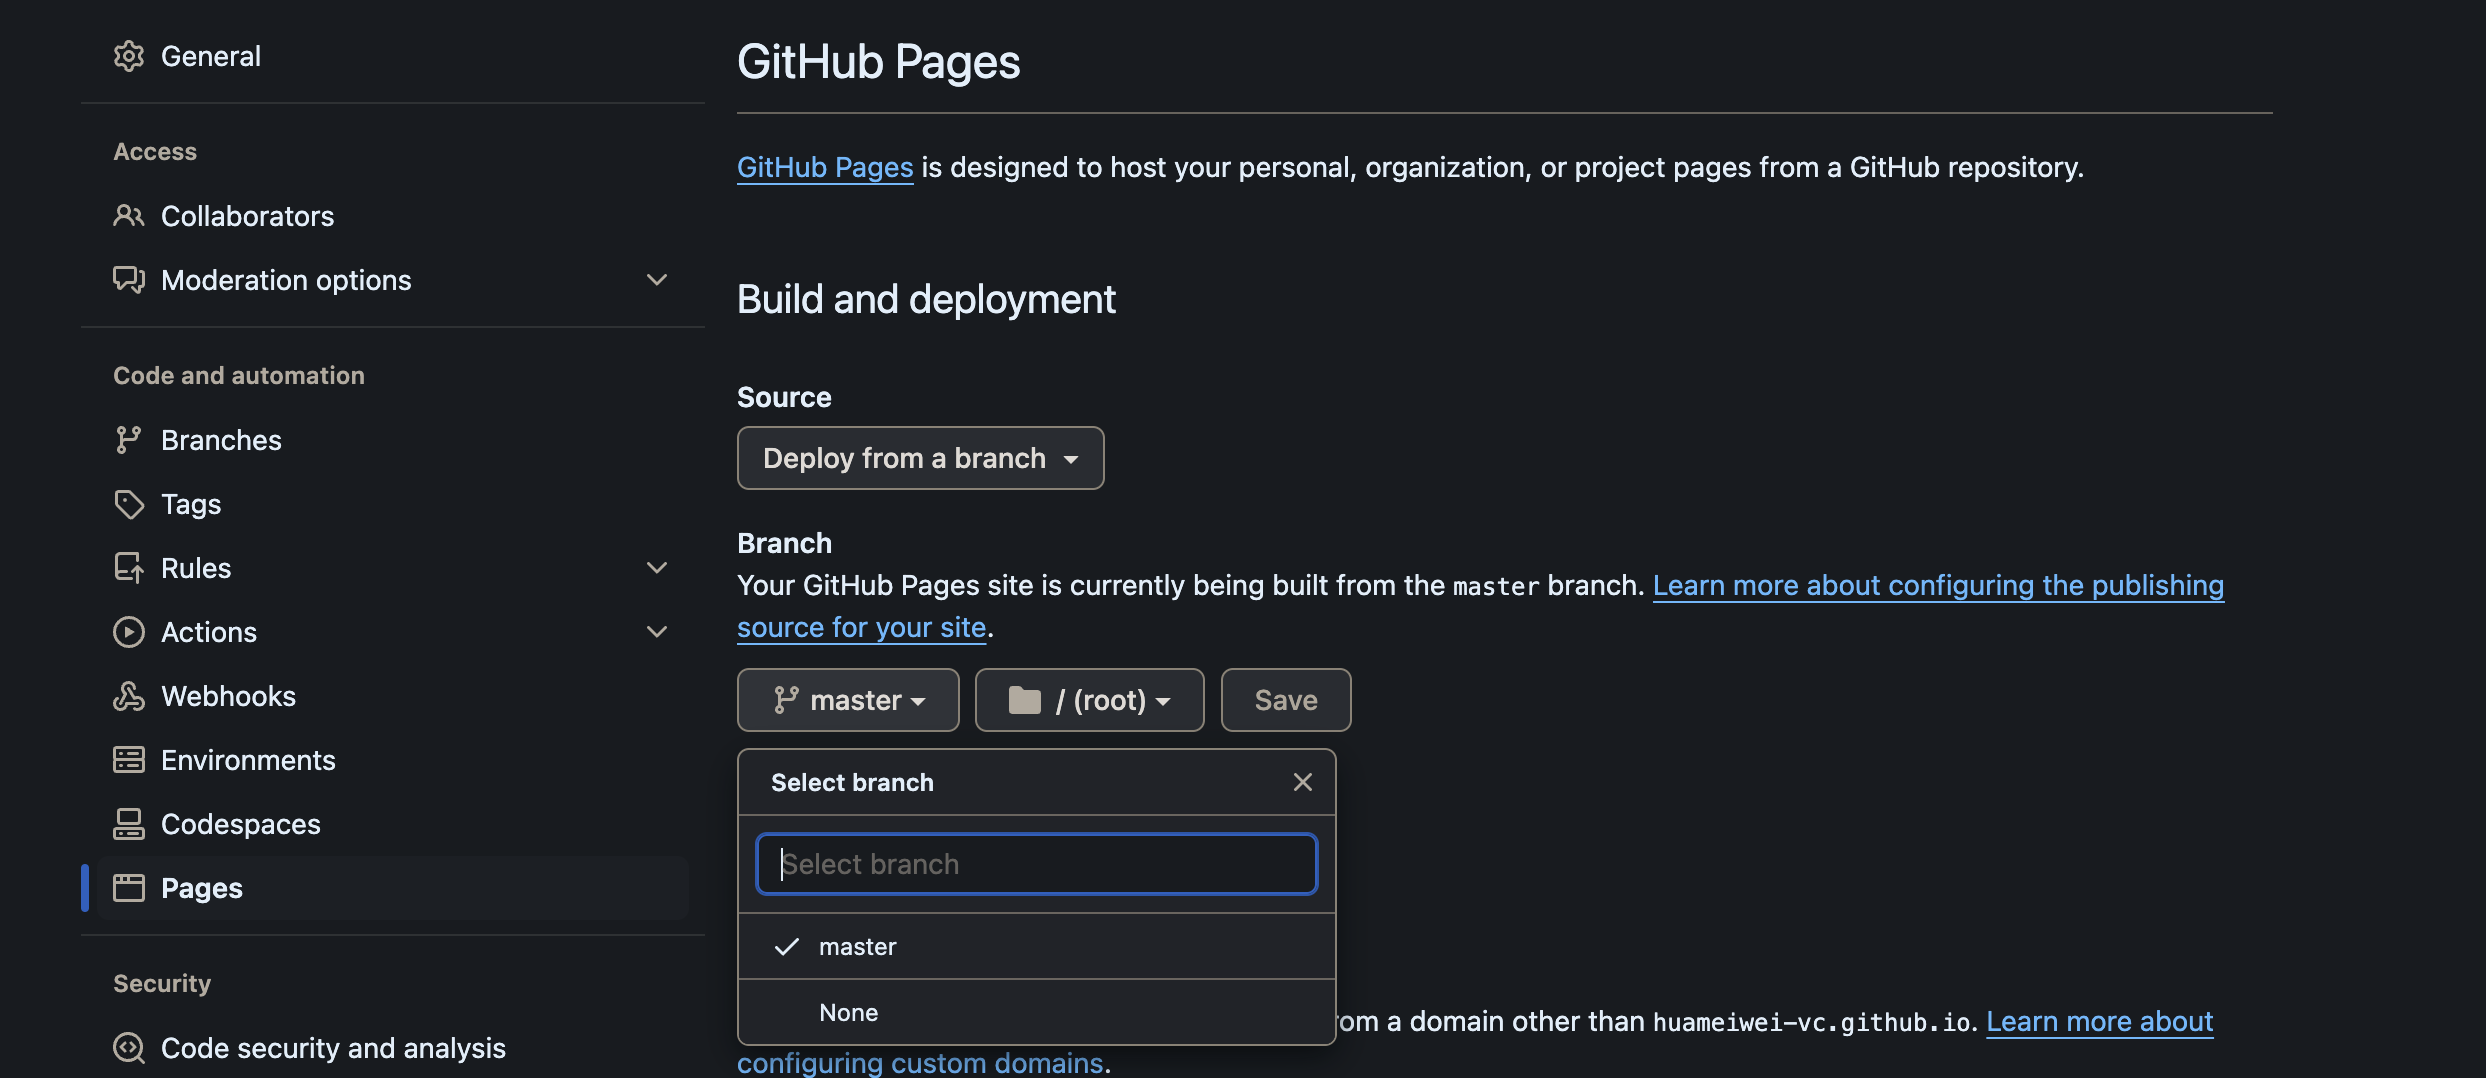 General
Access
Collaborators
Moderation options
Code and automation
Branches
Tags
Rules
Actions
Webhooks
Environments
Codespaces
Pages
Security
Code security and analysis
GitHub Pages
GitHub Pages is designed to host your personal, organization, or project pages from a GitHub repository.
Build and deployment
Source
Deploy from a branch
Branch
Your GitHub Pages site is currently being built from the master branch. Learn more about configuring the publishing
source for your site.
master
/ (root)
Save
Select branch
Select branch
master
None
om a domain other than huameiwei-vc.github.io. Learn more about
configuring custom domains.